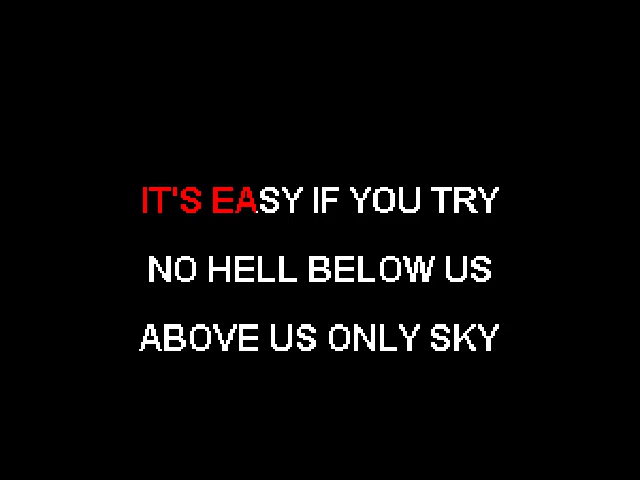 IT'S EASY IF YOU TRY
NO HELL BELOW US
ABOVE US ONLY SKY